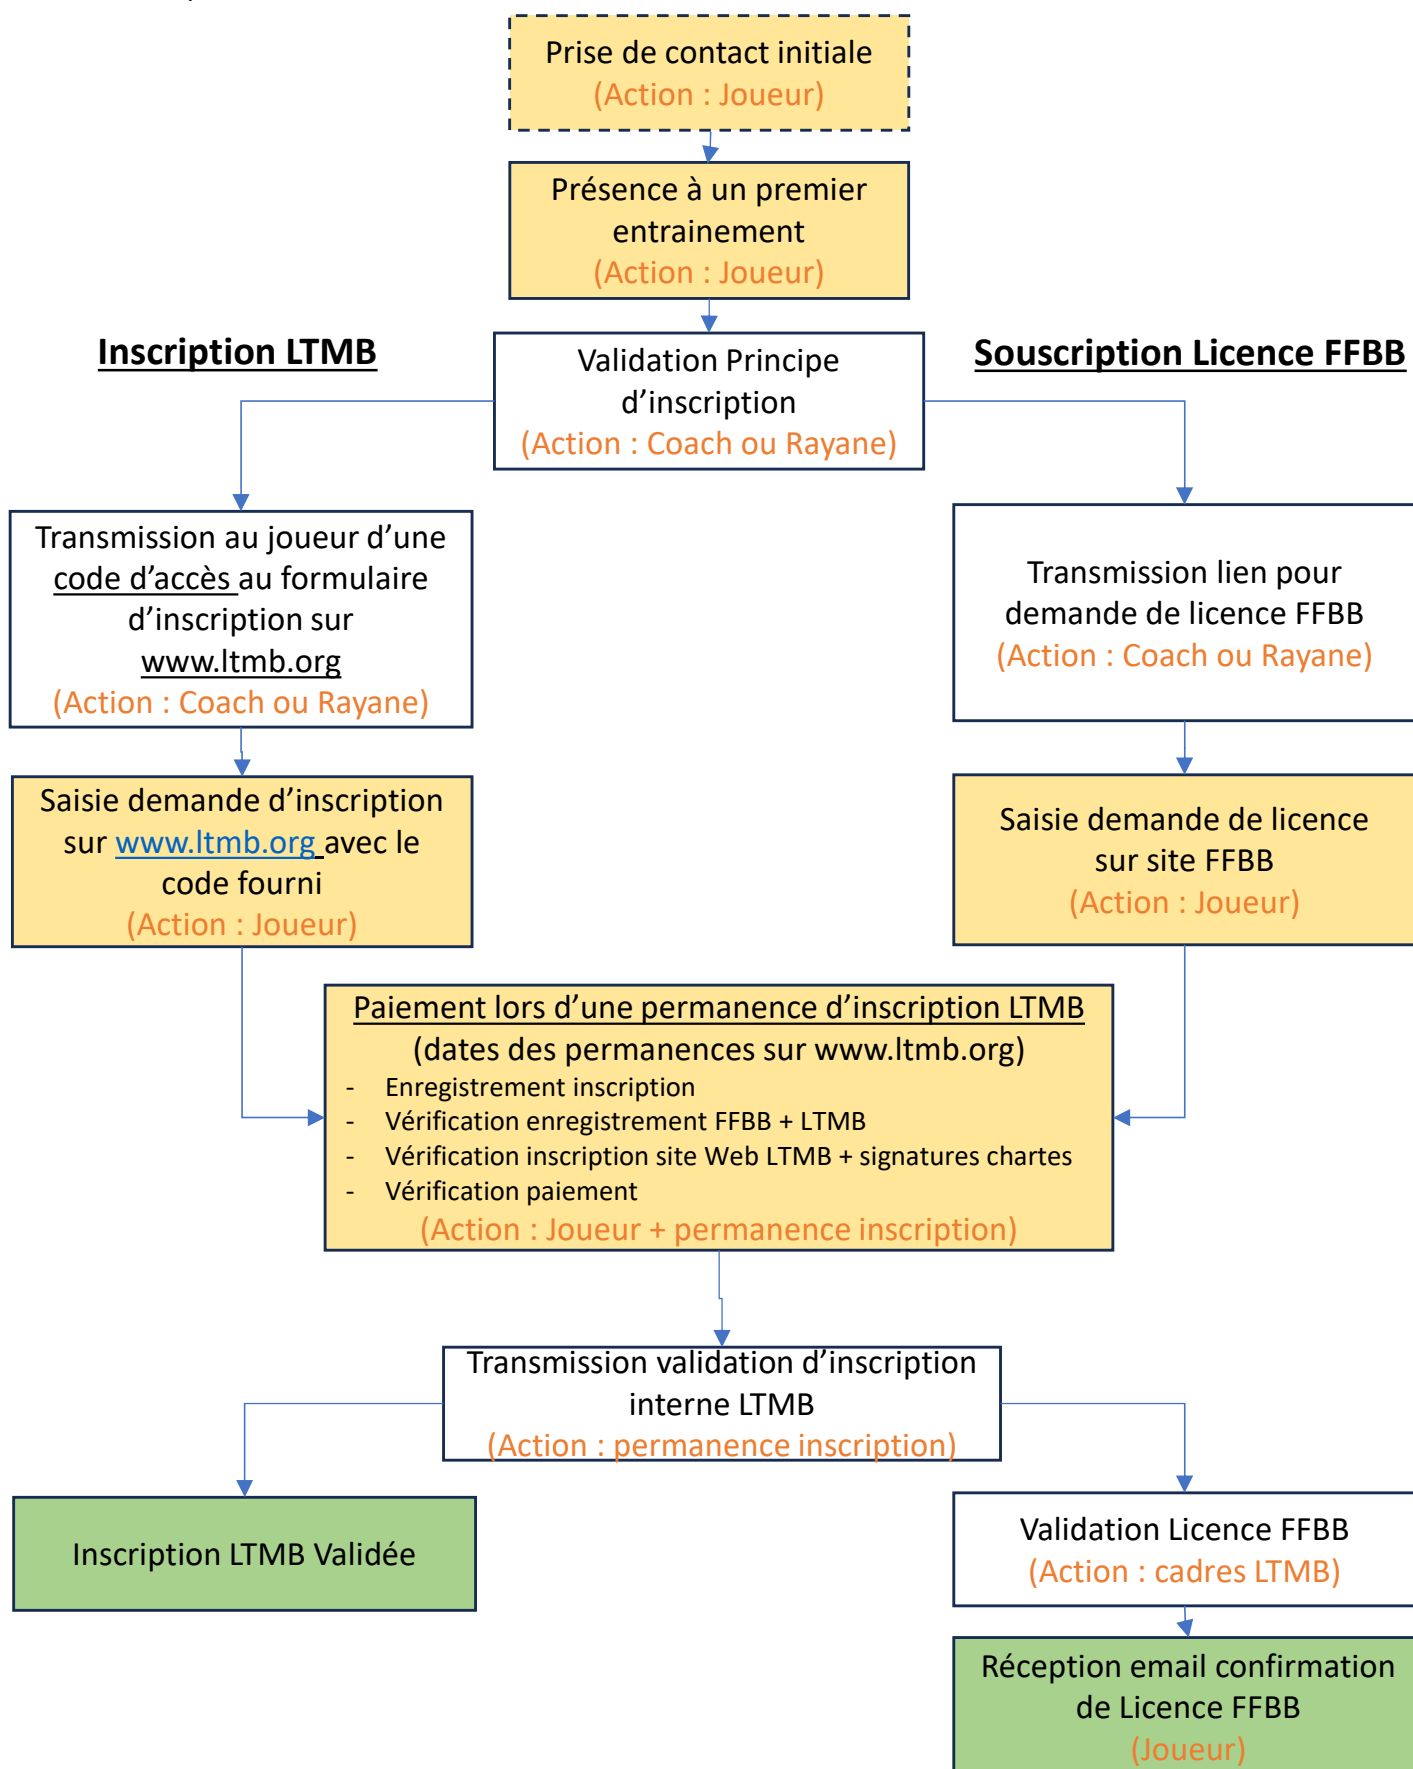 Prise de contact initiale
(Action : Joueur)
Présence à un premier
entrainement
(Action : Joueur)
Inscription LTMB
Validation Principe
d’inscription
(Action : Coach ou Rayane)
Souscription Licence FFBB
Transmission au joueur d’une
code d’accès au formulaire
d’inscription sur
www.ltmb.org
(Action : Coach ou Rayane)
Transmission lien pour
demande de licence FFBB
(Action : Coach ou Rayane)
Saisie demande d’inscription
sur www.ltmb.org avec le
code fourni
(Action : Joueur)
Saisie demande de licence
sur site FFBB
(Action : Joueur)
Paiement lors d’une permanence d’inscription LTMB
(dates des permanences sur www.ltmb.org)
- Enregistrement inscription
- Vérification enregistrement FFBB + LTMB
- Vérification inscription site Web LTMB + signatures chartes
- Vérification paiement
(Action : Joueur + permanence inscription)
Transmission validation d’inscription
interne LTMB
(Action : permanence inscription)
Inscription LTMB Validée
Validation Licence FFBB
(Action : cadres LTMB)
Réception email confirmation
de Licence FFBB
(Joueur)